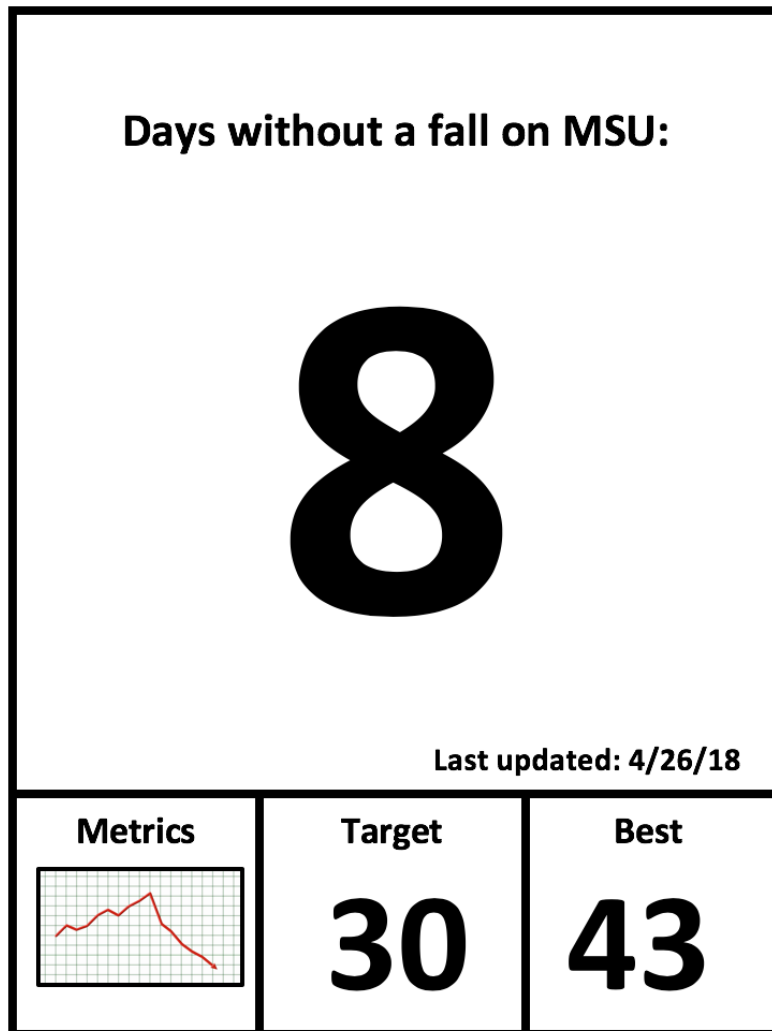 Days without a fall on MSU:
8
Last updated: 4/26/18
Metrics
Target
Best
30
43